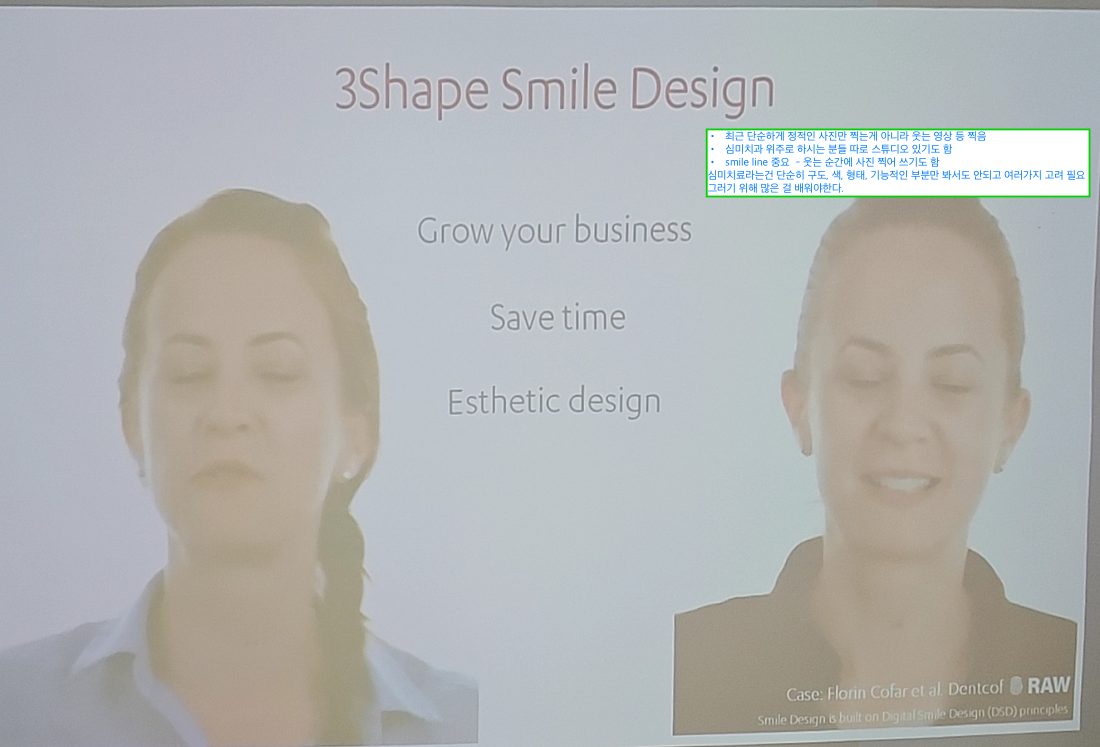 3Shape Smile Design
• 최근 단순하게 정적인 사진만 찍는게 아니라 웃는 영상 등 찍음
• 심미치과 위주로 하시는 분들 따로 스튜디오 있기도 함
• smile line 중요 - 웃는 순간에 사진 찍어 쓰기도 함
심미치료라는건 단순히 구도, 색, 형태, 기능적인 부분만 봐서도 안되고 여러가지 고려 필요
그러기 위해 많은 걸 배워야한다.
Grow your business
Save time
Esthetic design
Case: Florin Cofar et al. Dentcof RAW
Smile Design is built on Digital Smile Design (DSD) principles